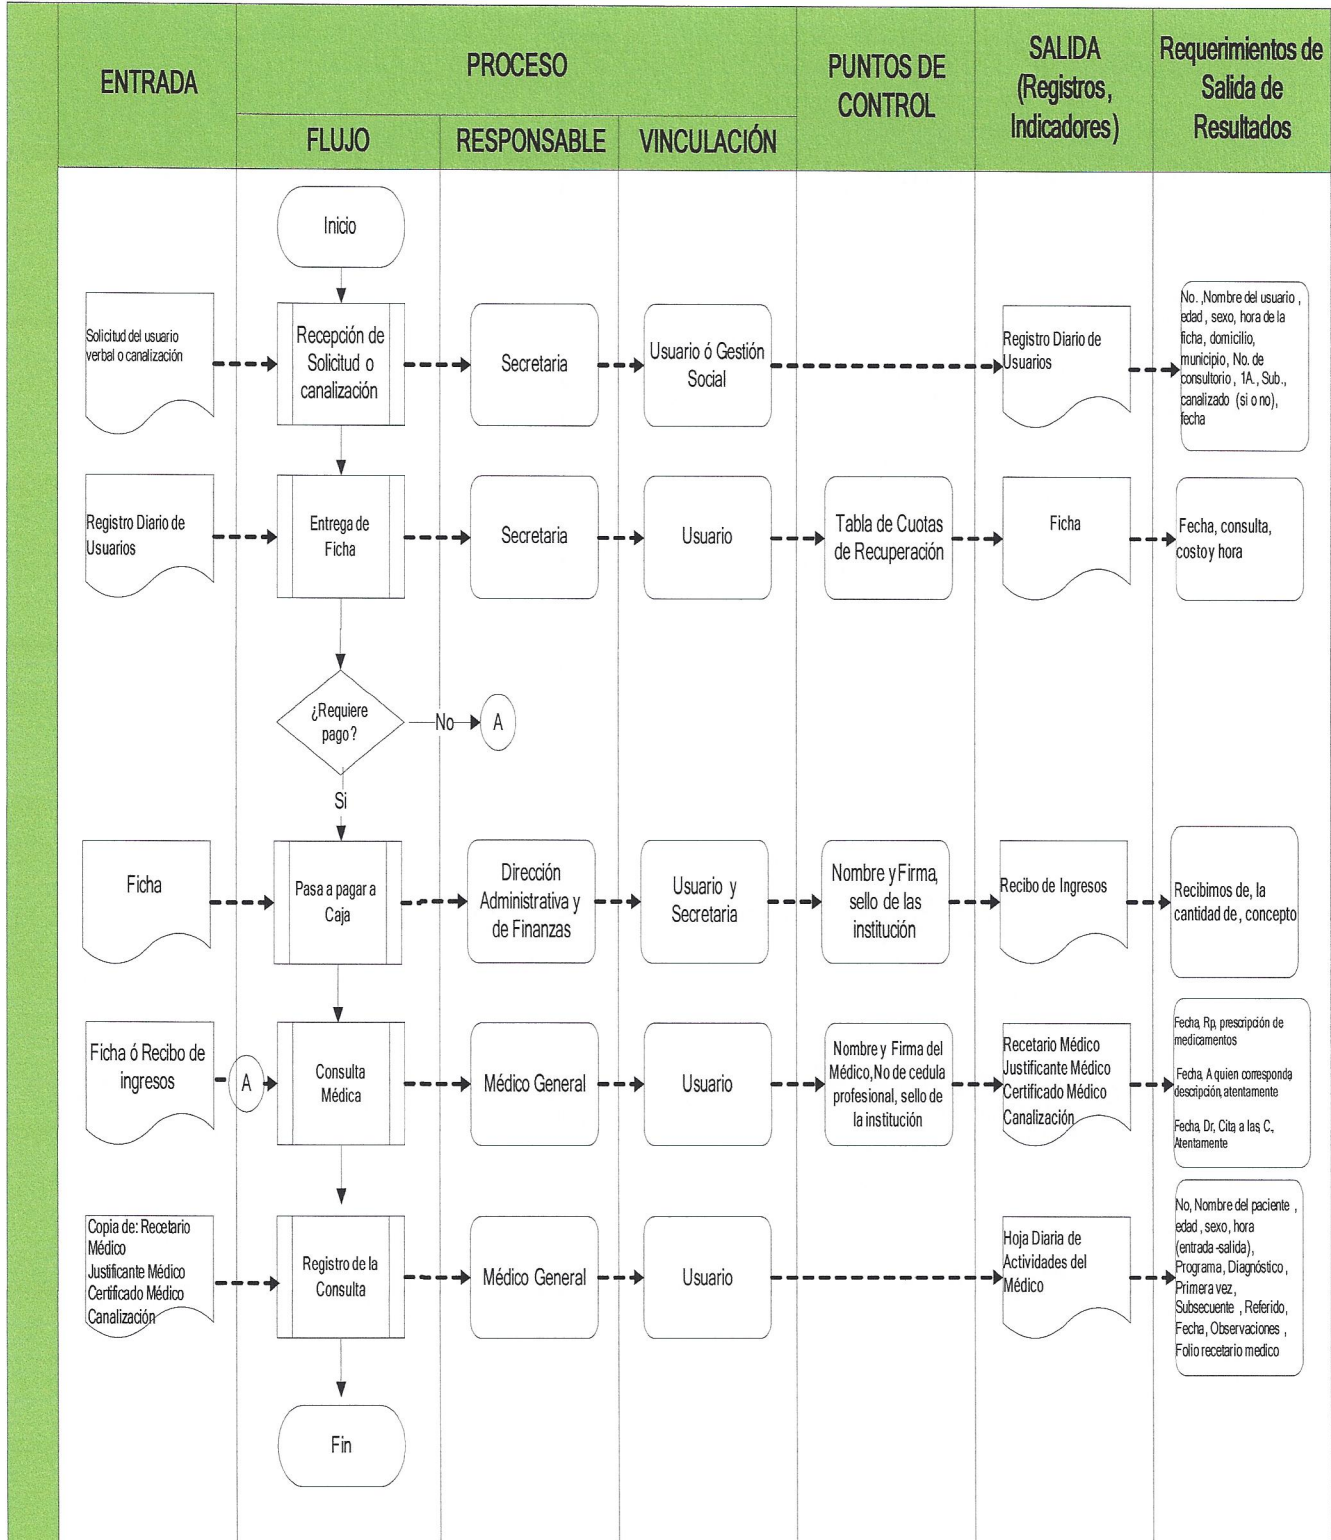 ENTRADA
PROCESO
PUNTOS DE
CONTROL
SALIDA
(Registros,
Indicadores)
Requerimientos de
Salida de
Resultados
FLUJO
RESPONSABLE
VINCULACIÓN
Inicio
Solicitud del usuario
verbal o canalización
Recepción de
Solicitud o
canalización
Secretaria
Usuario ó Gestión
Social
Registro Diario de
Usuarios
No. ,Nombre del usuario ,
edad , sexo, hora de la
ficha, domicilio,
municipio, No. de
consultorio , 1A., Sub.,
canalizado (si o no),
fecha
Registro Diario de
Usuarios
Entrega de
Ficha
Secretaria
Usuario
Tabla de Cuotas
de Recuperación
Ficha
Fecha, consulta,
costo y hora
¿Requiere
pago?
No
A
Si
Ficha
Pasa a pagar a
Caja
Dirección
Administrativa y
de Finanzas
Usuario y
Secretaria
Nombre y Firma,
sello de las
institución
Recibo de Ingresos
Recibimos de, la
cantidad de, concepto
Ficha ó Recibo de
ingresos
A
Consulta
Médica
Médico General
Usuario
Nombre y Firma del
Médico,No de cedula
profesional, sello de
la institución
Recetario Médico
Justificante Médico
Certificado Médico
Canalización
Fecha, Rp, prescripción de
medicamentos
Fecha, A quien corresponda,
descripción, atentamente
Fecha, Dr, Cita, a las, C.,
Atentamente
Copia de: Recetario
Médico
Justificante Médico
Certificado Médico
Canalización
Registro de la
Consulta
Médico General
Usuario
Hoja Diaria de
Actividades del
Médico
No, Nombre del paciente ,
edad , sexo, hora
(entrada -salida),
Programa, Diagnóstico ,
Primera vez,
Subsecuente , Referido,
Fecha, Observaciones ,
Folio recetario medico
Fin